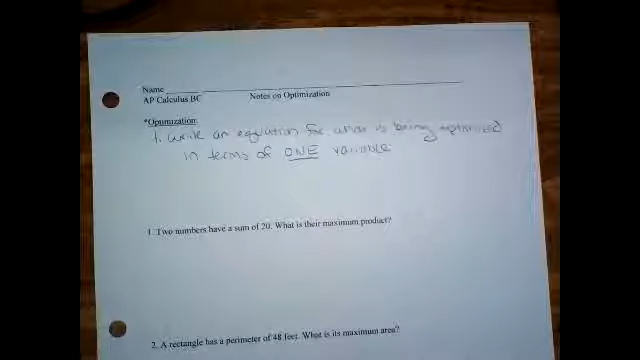 Name
AP Calculus BC Notes on Optimization
*Optimization:
1. Write an equation for what is being optimized
in terms of ONE variable
1. Two numbers have a sum of 20. What is their maximum product?
2. A rectangle has a perimeter of 48 feet. What is its maximum area?